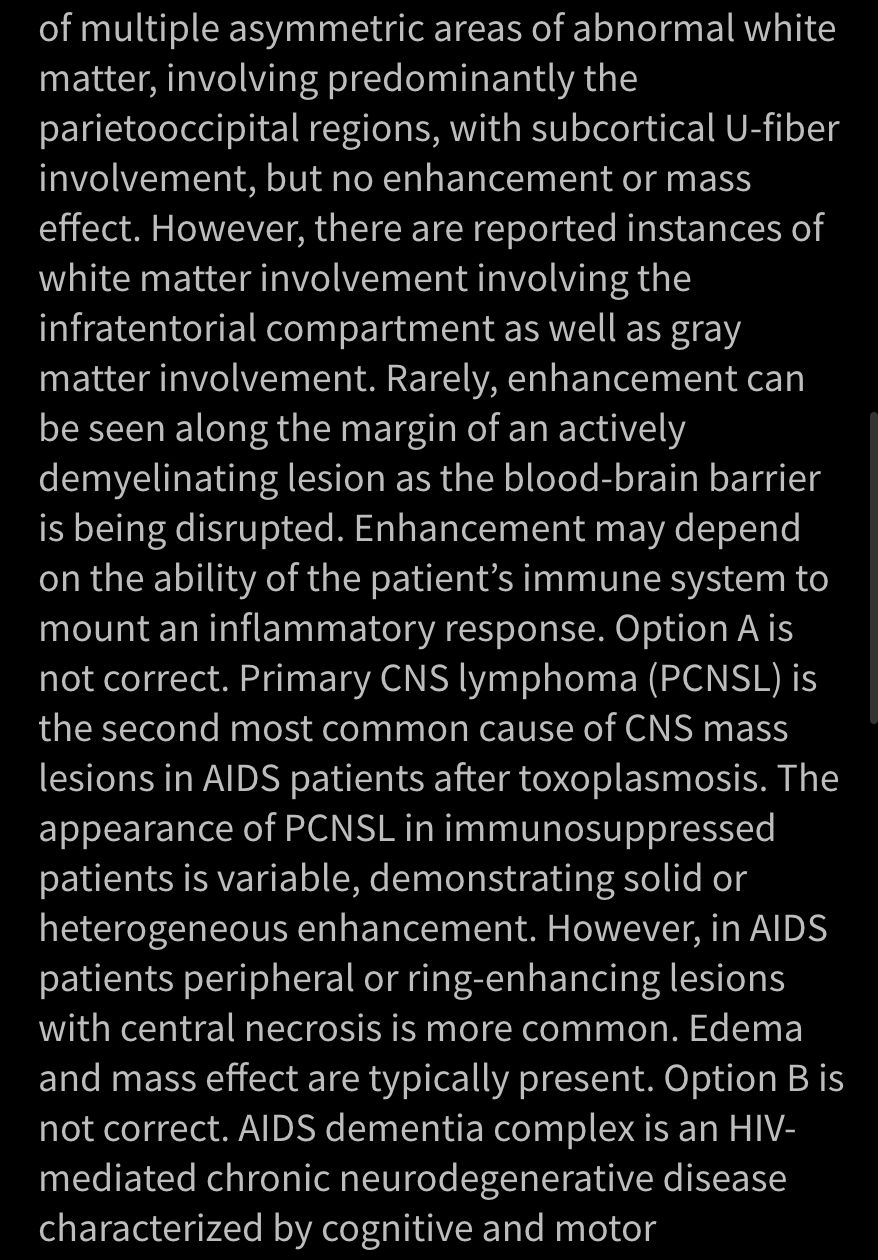 of multiple asymmetric areas of abnormal white
matter, involving predominantly the
parietooccipital regions, with subcortical U-fiber
involvement, but no enhancement or mass
effect. However, there are reported instances of
white matter involvement involving the
infratentorial compartment as well as gray
matter involvement. Rarely, enhancement can
be seen along the margin of an actively
demyelinating lesion as the blood-brain barrier
is being disrupted. Enhancement may depend
on the ability of the patient’s immune system to
mount an inflammatory response. Option A is
not correct. Primary CNS lymphoma (PCNSL) is
the second most common cause of CNS mass
lesions in AIDS patients after toxoplasmosis. The
appearance of PCNSL in immunosuppressed
patients is variable, demonstrating solid or
heterogeneous enhancement. However, in AIDS
patients peripheral or ring-enhancing lesions
with central necrosis is more common. Edema
and mass effect are typically present. Option B is
not correct. AIDS dementia complex is an HIV-
mediated chronic neurodegenerative disease
characterized by cognitive and motor